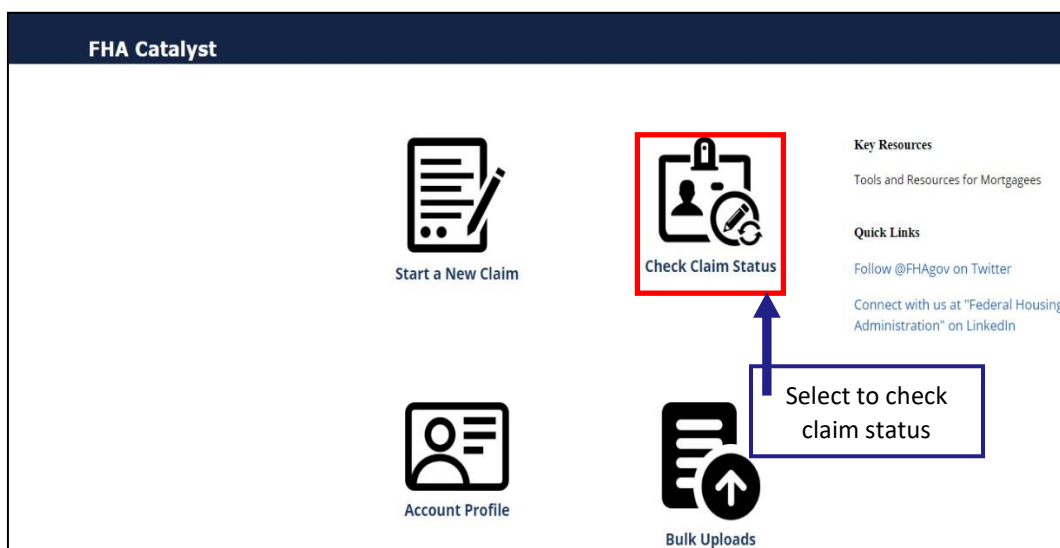 FHA Catalyst
Start a New Claim
Check Claim Status
Key Resources
Tools and Resources for Mortgagees
Quick Links
Follow @FHAgov on Twitter
Connect with us at "Federal Housing
Administration" on LinkedIn
Select to check
claim status
Account Profile
Bulk Uploads